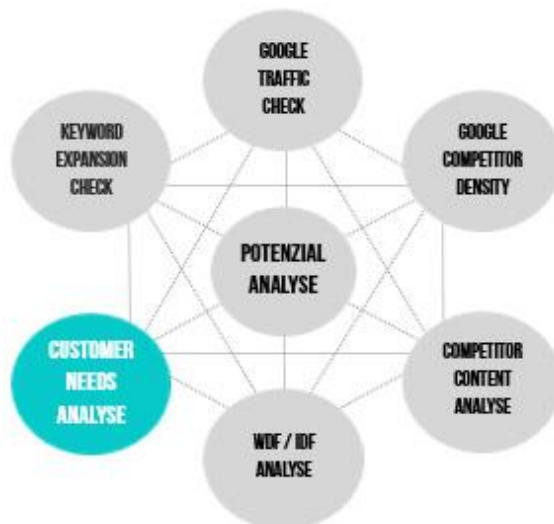 GOOGLE
TRAFFIC
CHECK
KEYWORD
EXPANSION
CHECK
GOOGLE
COMPETITOR
DENSITY
POTENZIAL
ANALYSE
CUSTOMER
NEEDS
ANALYSE
COMPETITOR
CONTENT
ANALYSE
WDF / IDF
ANALYSE